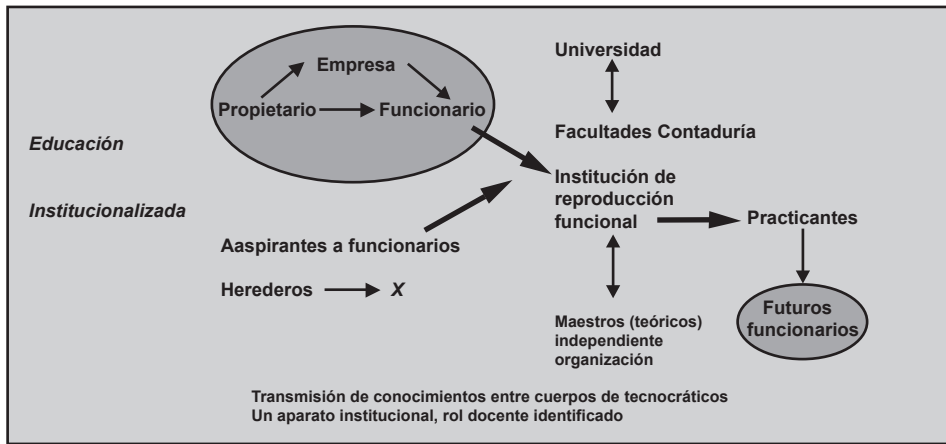 Empresa
Propietario
Funcionario
Universidad
Facultades Contaduría
Educación
Institucionalizada
Institución de
reproducción
funcional
Practicantes
Aaspirantes a funcionarios
Herederos
X
Futuros
funcionarios
Maestros (teóricos)
independiente
organización
Transmisión de conocimientos entre cuerpos de tecnocráticos
Un aparato institucional, rol docente identificado